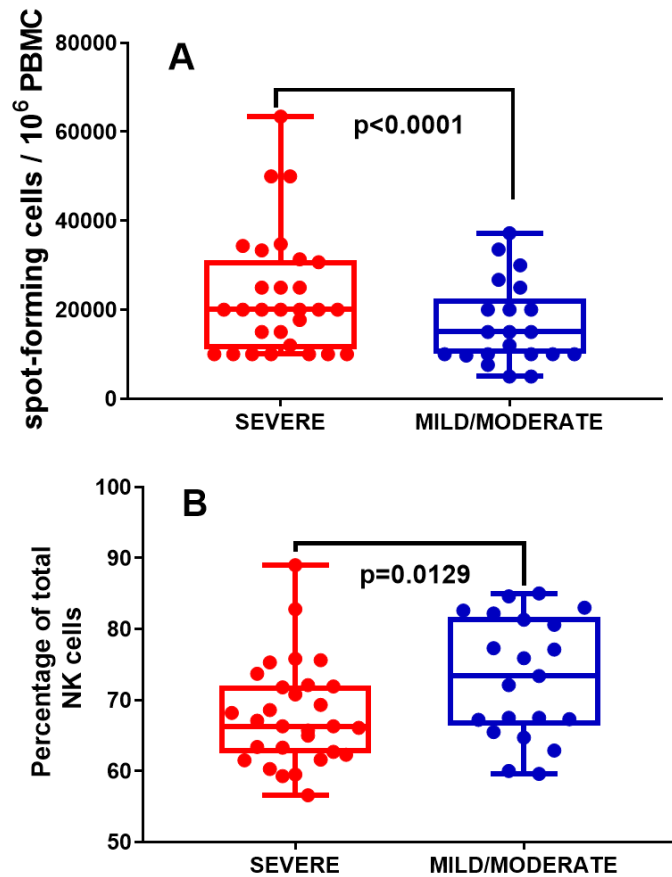 A
spot-forming cells / 10⁶ PBMC
80000
60000
40000
20000
0
p<0.0001
SEVERE
MILD/MODERATE
B
Percentage of total
NK cells
100
90
80
70
60
50
p=0.0129
SEVERE
MILD/MODERATE